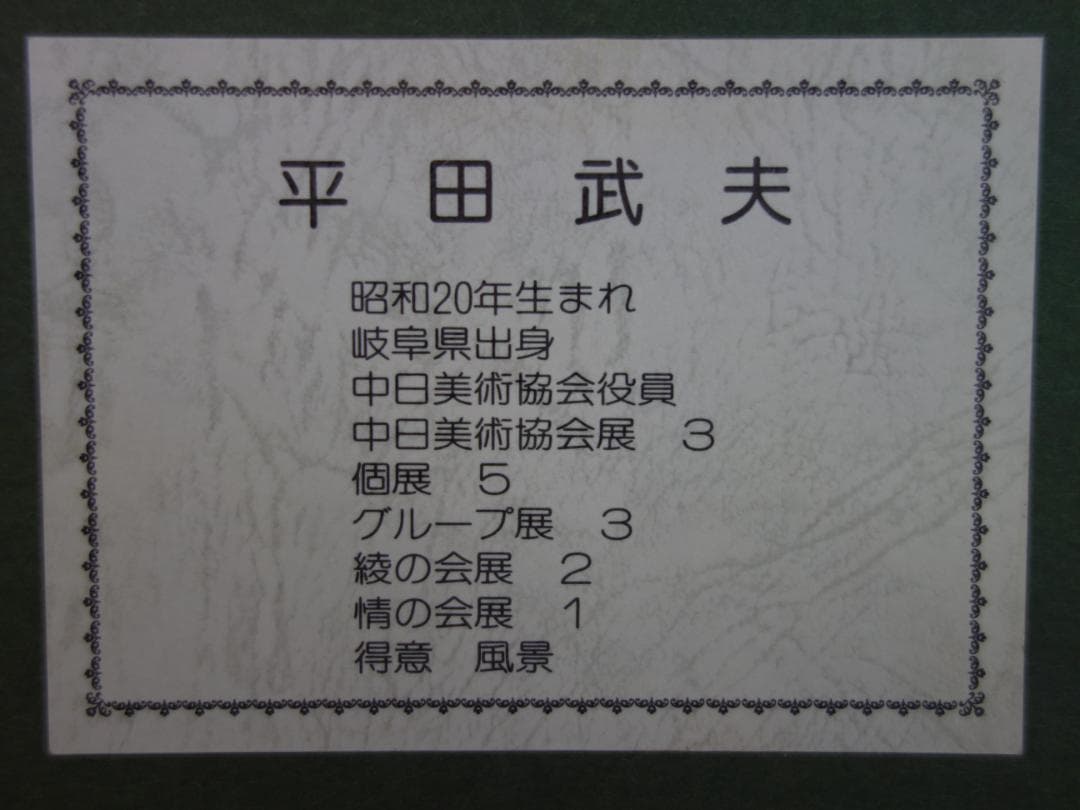 平 田 武 夫
昭和20年生まれ
岐阜県出身
中日美術協会役員
中日美術協会展　３
個展　５
グループ展　３
綾の会展　２
情の会展　１
得意　風景